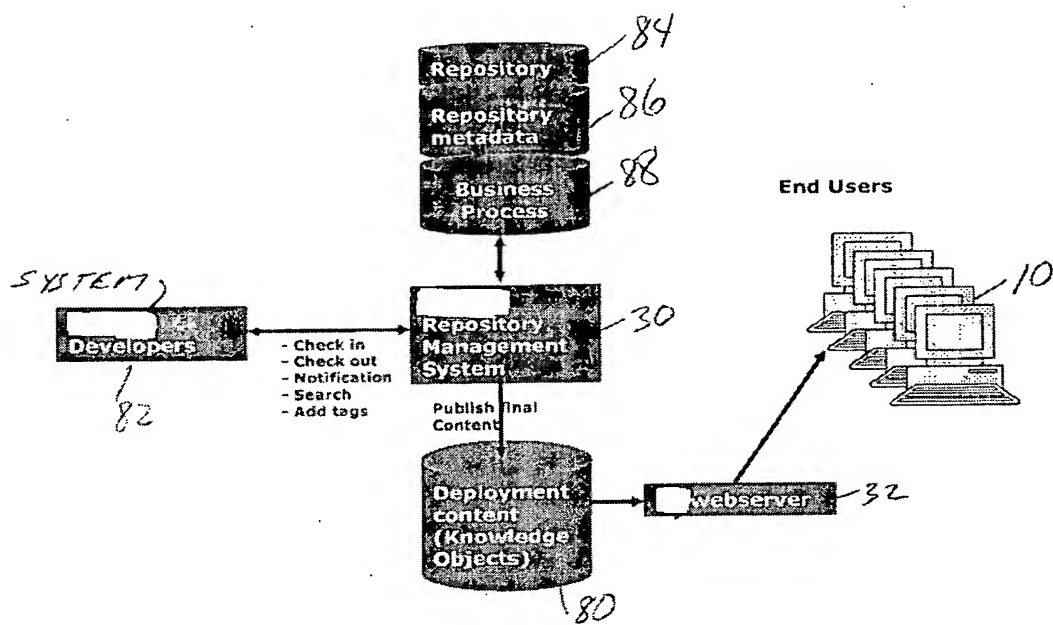 84
Repository
86
Repository
metadata
88
Business
Process
End Users
SYSTEM
10
Developers
- Check in
- Check out
- Notification
- Search
- Add tags
Repository
Management
System
30
82
Publish final
Content
Deployment
content
(Knowledge
Objects)
webserver
32
80